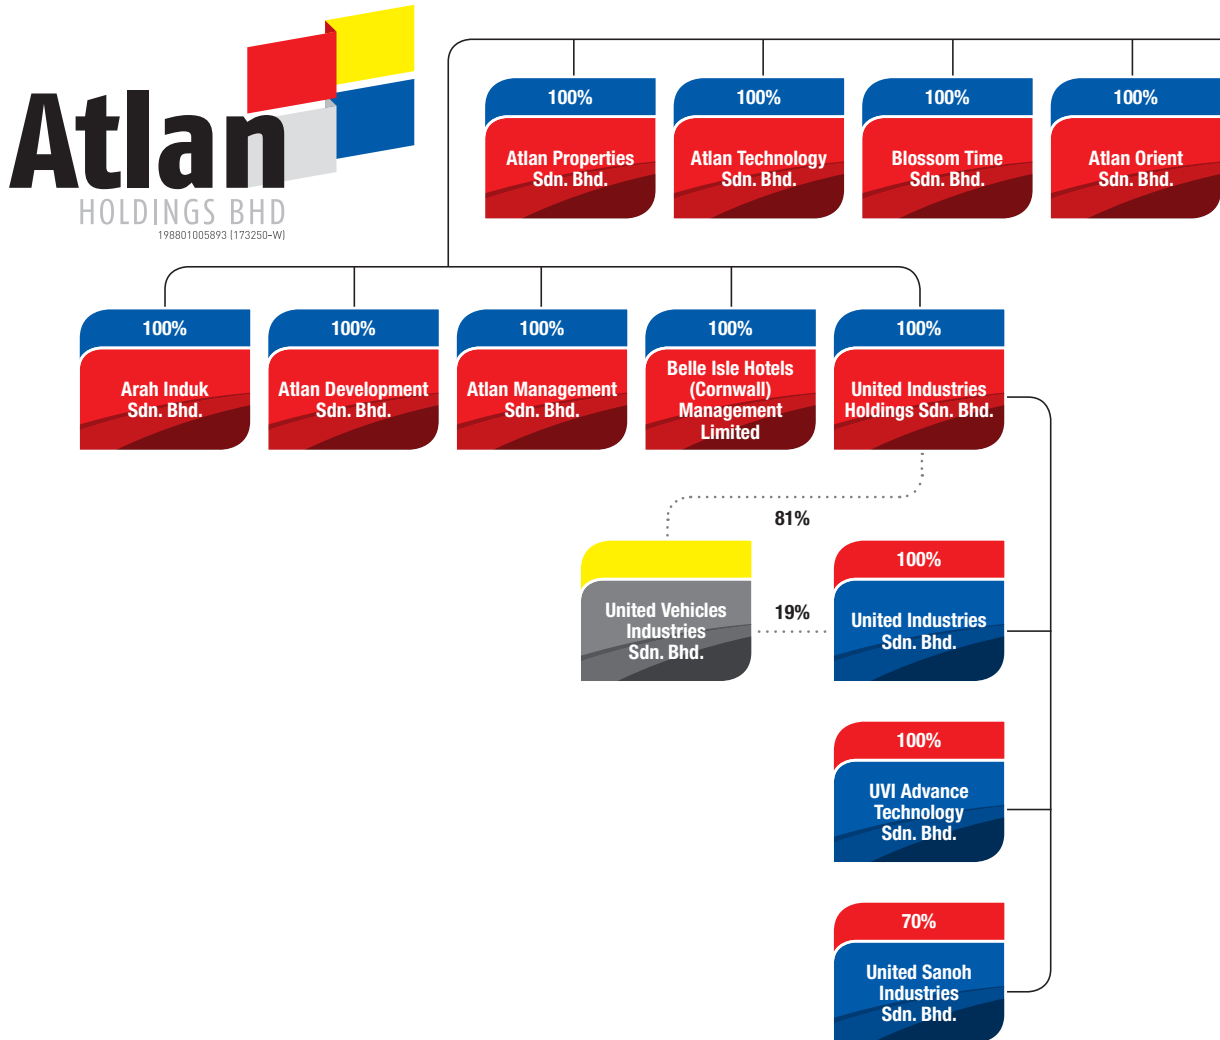 Atlan
HOLDINGS BHD
198801005893 (173250-W)
100%
Atlan Properties
Sdn. Bhd.
100%
Atlan Technology
Sdn. Bhd.
100%
Blossom Time
Sdn. Bhd.
100%
Atlan Orient
Sdn. Bhd.
100%
Arah Induk
Sdn. Bhd.
100%
Atlan Development
Sdn. Bhd.
100%
Atlan Management
Sdn. Bhd.
100%
Belle Isle Hotels
(Cornwall)
Management
Limited
100%
United Industries
Holdings Sdn. Bhd.
81%
United Vehicles
Industries
Sdn. Bhd.
19%
100%
United Industries
Sdn. Bhd.
100%
UVI Advance
Technology
Sdn. Bhd.
70%
United Sanoh
Industries
Sdn. Bhd.